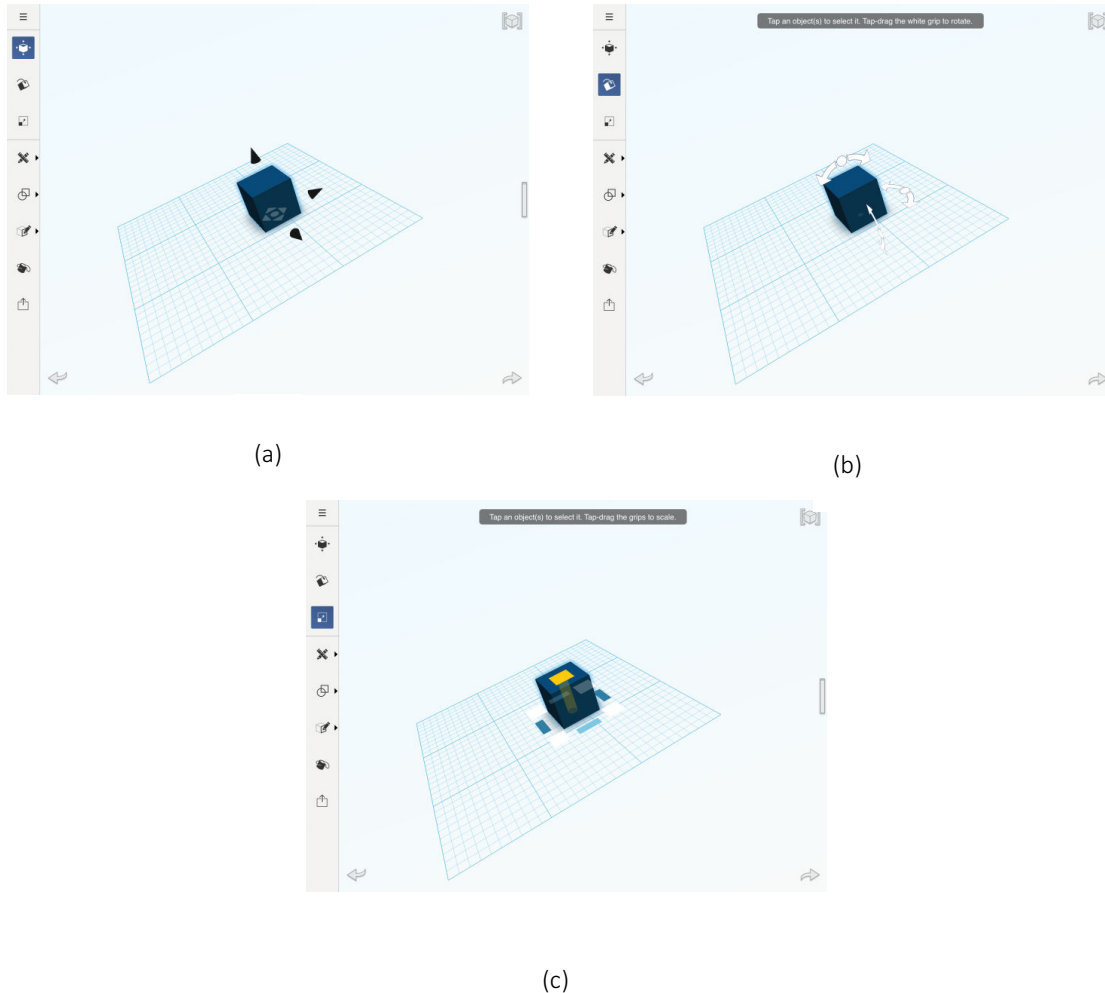 Tap an object(s) to select it. Tap-drag the white grip to rotate.
(a)
(b)
Tap an object(s) to select it. Tap-drag the grips to scale.
(c)